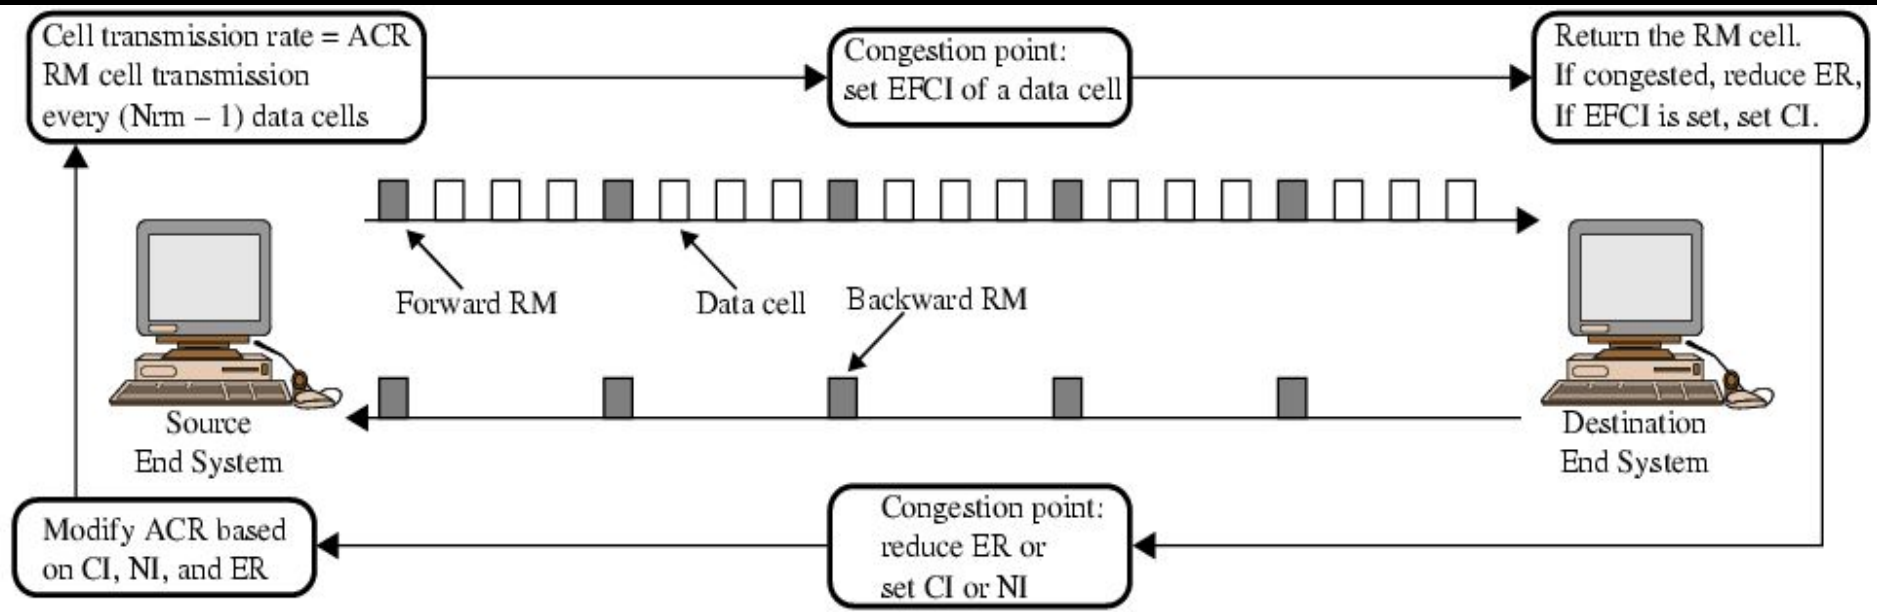 Cell transmission rate = ACR
RM cell transmission
every (Nrm – 1) data cells
Congestion point:
set EFCI of a data cell
Return the RM cell.
If congested, reduce ER,
If EFCI is set, set CI.
Forward RM
Data cell
Backward RM
Source
End System
Destination
End System
Modify ACR based
on CI, NI, and ER
Congestion point:
reduce ER or
set CI or NI